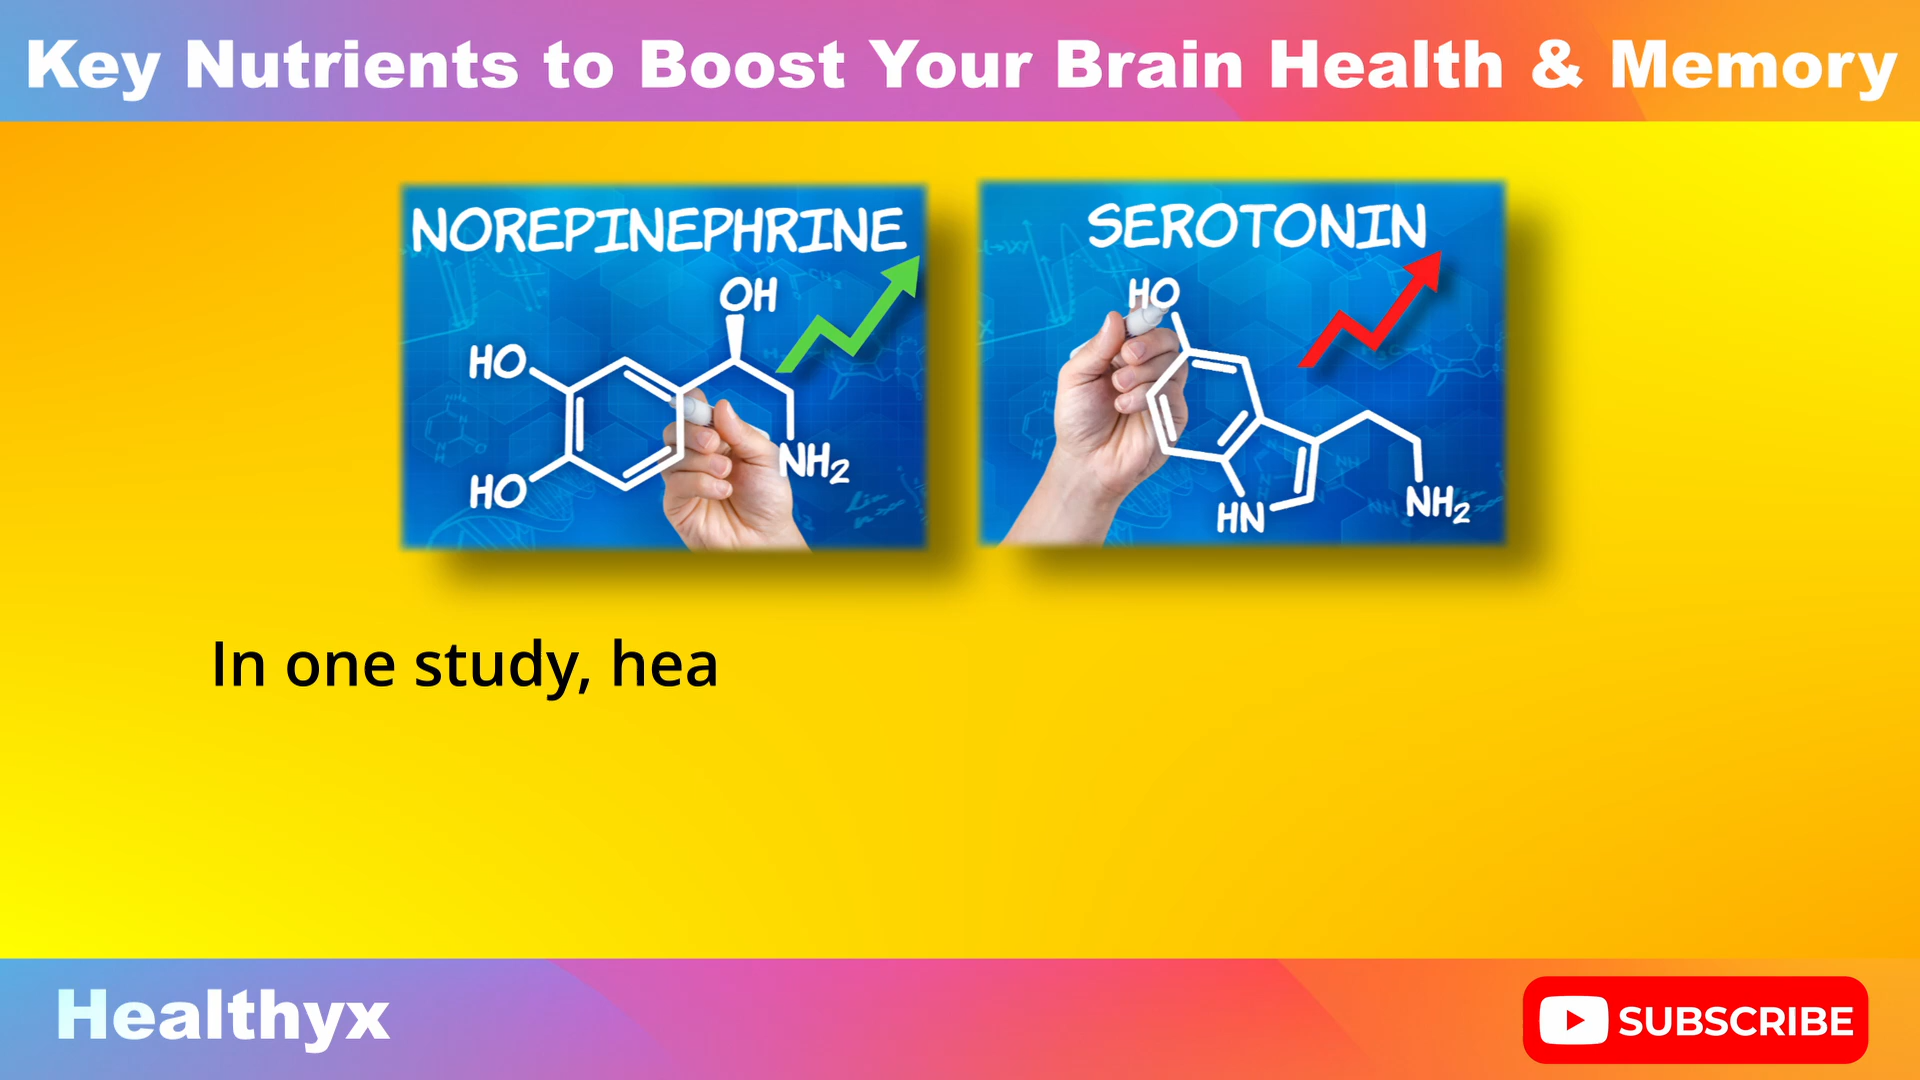 Key Nutrients to Boost Your Brain Health & Memory
NOREPINEPHRINE
OH
HO
HO
NH2
SEROTONIN
HO
HN
NH2
In one study, hea
Healthyx
SUBSCRIBE